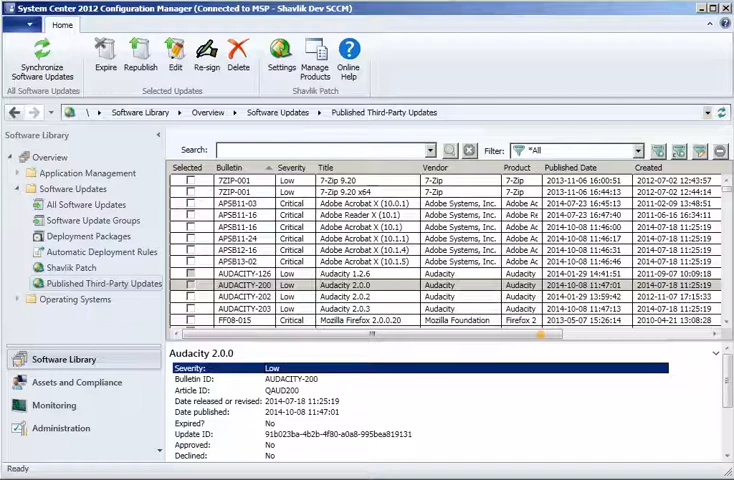 System Center 2012 Configuration Manager (Connected to MSP - Shavlik Dev SCCM)
Home
Synchronize Software Updates
Expire
Republish
Edit
Re-sign
Delete
Settings
Manage Products
Online Help
All Software Updates
Selected Updates
Shavlik Patch
\ Software Library Overview Software Updates Published Third-Party Updates
Software Library
Overview
Application Management
Software Updates
All Software Updates
Software Update Groups
Deployment Packages
Automatic Deployment Rules
Shavlik Patch
Published Third-Party Updates
Operating Systems
Software Library
Assets and Compliance
Monitoring
Administration
Search: Filter: *All
Selected Bulletin Severity Title Vendor Product Published Date Created
7ZIP-001 Low 7-Zip 9.20 7-Zip 7-Zip 2013-11-06 16:00:51 2012-07-02 12:43:57
7ZIP-001 Low 7-Zip 9.20 x64 7-Zip 7-Zip 2013-11-06 16:44:13 2012-07-02 12:44:14
APSB11-03 Critical Adobe Acrobat X (10.0.1) Adobe Systems, Inc. Adobe Ac 2014-07-23 16:45:13 2011-02-09 13:48:51
APSB11-16 Critical Adobe Reader X (10.1) Adobe Systems, Inc. Adobe Re 2014-07-23 16:47:40 2011-06-16 16:34:11
APSB11-16 Critical Adobe Acrobat X (10.1) Adobe Systems, Inc. Adobe Ac 2014-10-08 11:46:00 2014-07-18 11:25:19
APSB11-24 Critical Adobe Acrobat X (10.1.1) Adobe Systems, Inc. Adobe Ac 2014-10-08 11:46:17 2014-07-18 11:25:19
APSB12-16 Critical Adobe Acrobat X (10.1.4) Adobe Systems, Inc. Adobe Ac 2014-10-08 11:46:31 2014-07-18 11:25:19
APSB13-02 Critical Adobe Acrobat X (10.1.5) Adobe Systems, Inc. Adobe Ac 2014-10-08 11:46:46 2014-07-18 11:25:19
AUDACITY-126 Low Audacity 1.2.6 Audacity Audacity 2014-01-29 14:41:51 2011-09-07 10:09:18
AUDACITY-200 Low Audacity 2.0.0 Audacity Audacity 2014-10-08 11:47:01 2014-07-18 11:25:19
AUDACITY-202 Low Audacity 2.0.2 Audacity Audacity 2014-01-29 13:59:42 2012-11-07 17:15:33
AUDACITY-203 Low Audacity 2.0.3 Audacity Audacity 2014-10-08 11:47:13 2014-07-18 11:25:19
FF08-015 Critical Mozilla Firefox 2.0.0.20 Mozilla Foundation Firefox 2 2013-05-07 15:26:14 2010-04-21 13:08:28
Audacity 2.0.0
Severity: Low
Bulletin ID: AUDACITY-200
Article ID: QAUD200
Date released or revised: 2014-07-18 11:25:19
Date published: 2014-10-08 11:47:01
Expired? No
Update ID: 91b023ba-4b2b-4f80-a0a8-995bea819131
Approved: No
Declined: No
Ready